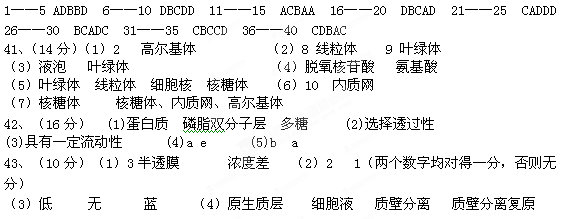 1——5 ADBBD 6——10 DBCDD 11——15 ACBAA 16——20 DBCAD 21——25 CADDD
26——30 BCADC 31——35 CBCCD 36——40 CDBAC
41、（14 分）（1）2 高尔基体 （2）8 线粒体 9 叶绿体
（3）液泡 叶绿体 （4）脱氧核苷酸 氨基酸
（5）叶绿体 线粒体 细胞核 核糖体 （6）10 内质网
（7）核糖体 核糖体、内质网、高尔基体
42、（16 分） (1)蛋白质 磷脂双分子层 多糖 (2)选择透过性
(3)具有一定流动性 (4)a e (5)b a
43、（10 分）（1）3 半透膜 浓度差 （2）2 1（两个数字均对得一分，否则无
分）
（3）低 无 蓝 （4）原生质层 细胞液 质壁分离 质壁分离复原